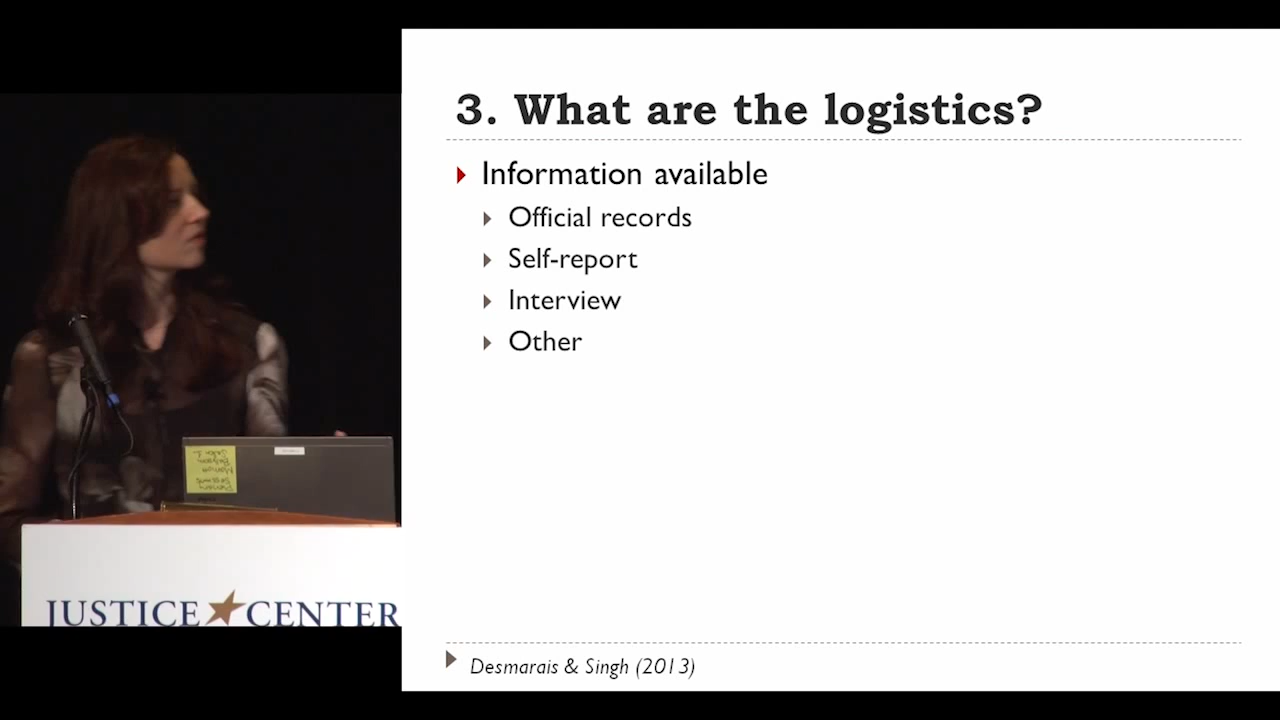 3. What are the logistics?
Information available
Official records
Self-report
Interview
Other
Desmarais & Singh (2013)
JUSTICE CENTER